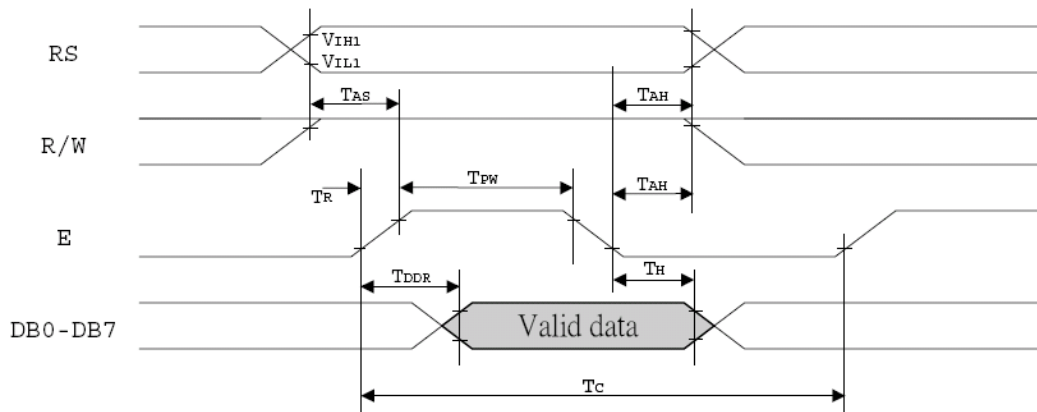 RS
VIH1
VIL1
TAS
TAH
R/W
TR
TPW
TAH
E
TDDR
TH
DB0-DB7
Valid data
TC